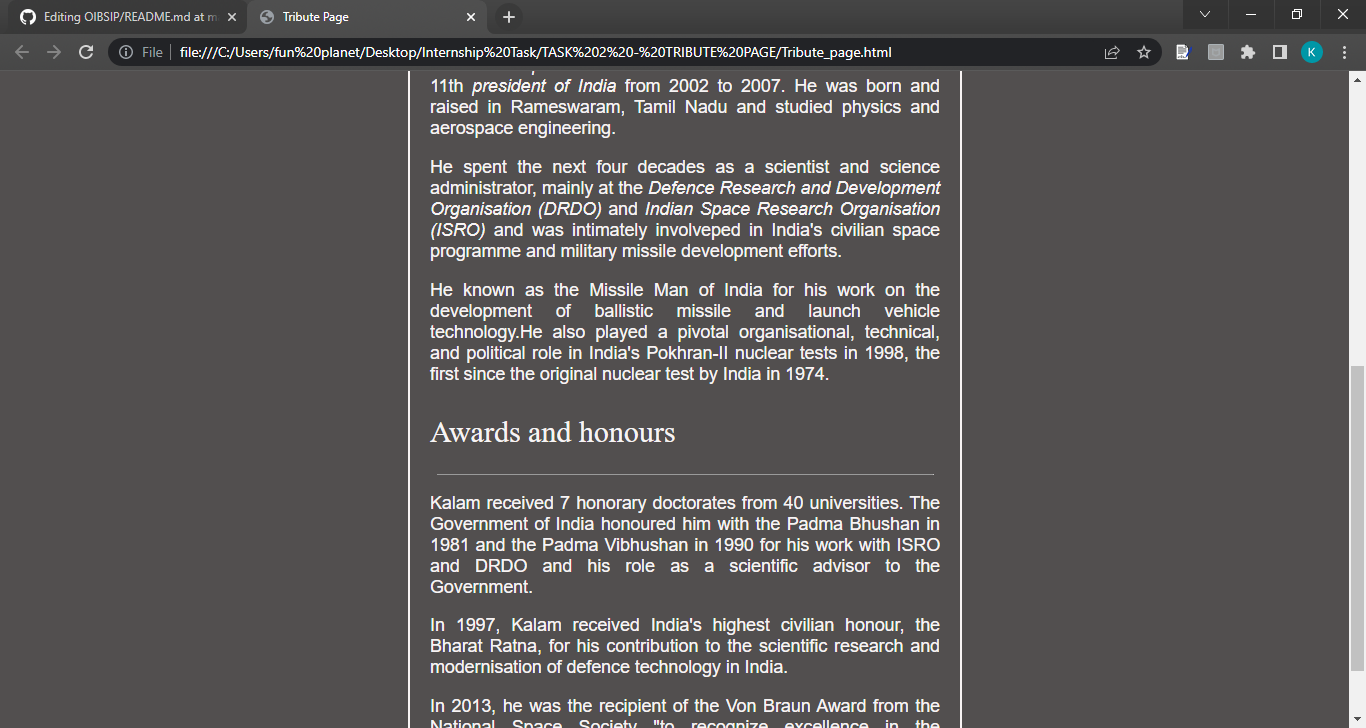 Editing OIBSIP/README.md at m
Tribute Page
File
file:///C:/Users/fun%20planet/Desktop/Internship%20Task/TASK%202%20-%20TRIBUTE%20PAGE/Tribute_page.html
K
11th president of India from 2002 to 2007. He was born and
raised in Rameswaram, Tamil Nadu and studied physics and
aerospace engineering.
He spent the next four decades as a scientist and science
administrator, mainly at the Defence Research and Development
Organisation (DRDO) and Indian Space Research Organisation
(ISRO) and was intimately involveped in India's civilian space
programme and military missile development efforts.
He known as the Missile Man of India for his work on the
development of ballistic missile and launch vehicle
technology.He also played a pivotal organisational, technical,
and political role in India's Pokhran-II nuclear tests in 1998, the
first since the original nuclear test by India in 1974.
Awards and honours
Kalam received 7 honorary doctorates from 40 universities. The
Government of India honoured him with the Padma Bhushan in
1981 and the Padma Vibhushan in 1990 for his work with ISRO
and DRDO and his role as a scientific advisor to the
Government.
In 1997, Kalam received India's highest civilian honour, the
Bharat Ratna, for his contribution to the scientific research and
modernisation of defence technology in India.
In 2013, he was the recipient of the Von Braun Award from the
National Space Society "to recognize excellence in the